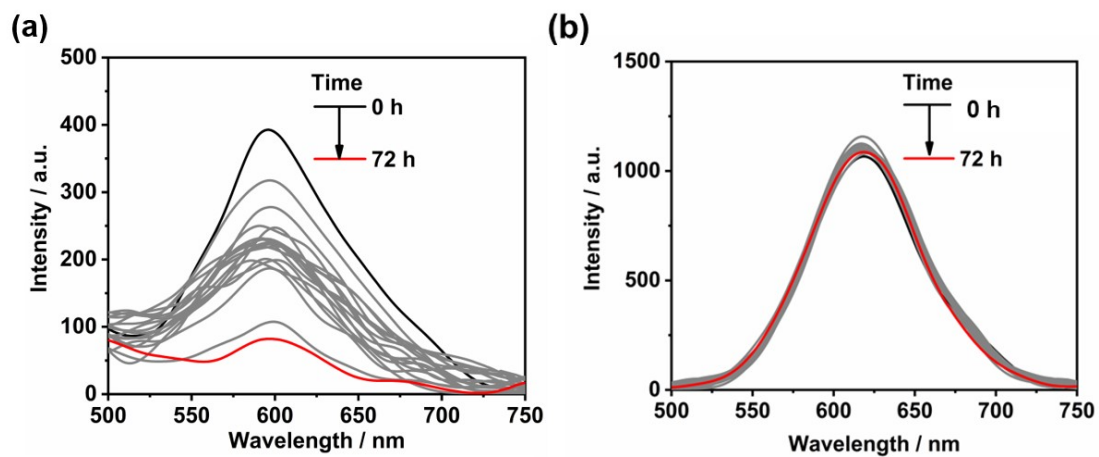 (a)
500
400
300
200
100
0
Intensity / a.u.
Time
0 h
72 h
500 550 600 650 700 750
Wavelength / nm
(b)
1500
1000
500
0
Intensity / a.u.
Time
0 h
72 h
500 550 600 650 700 750
Wavelength / nm